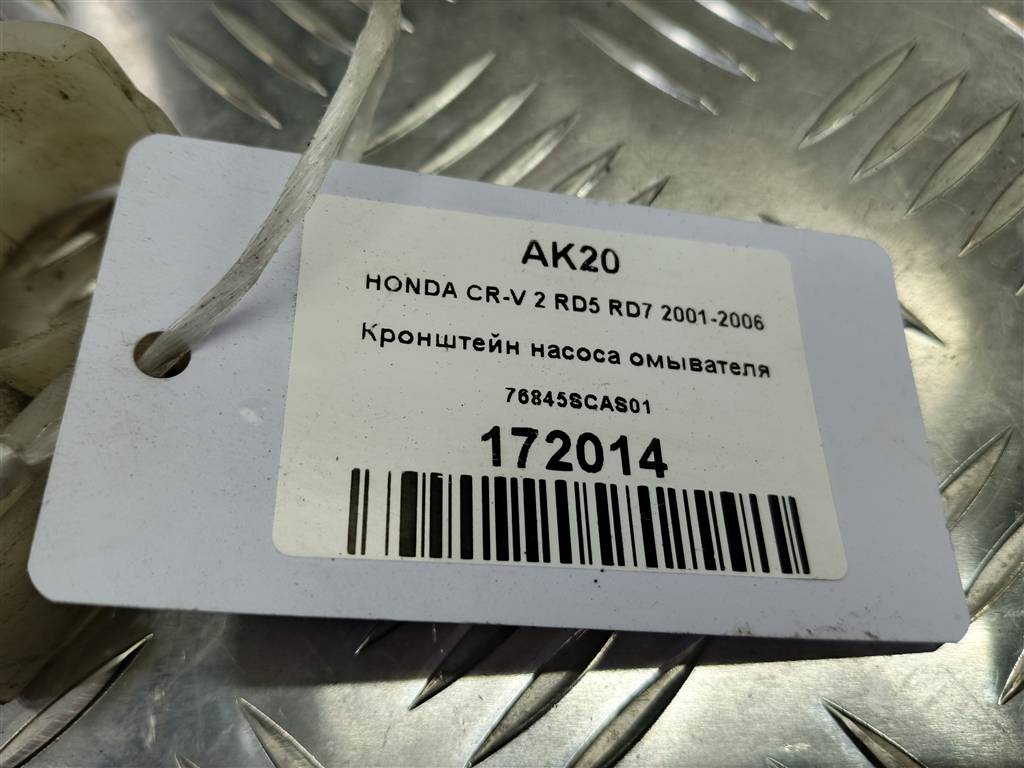 AK20
HONDA CR-V 2 RD5 RD7 2001-2006
Кронштейн насоса омывателя
76845SCAS01
172014